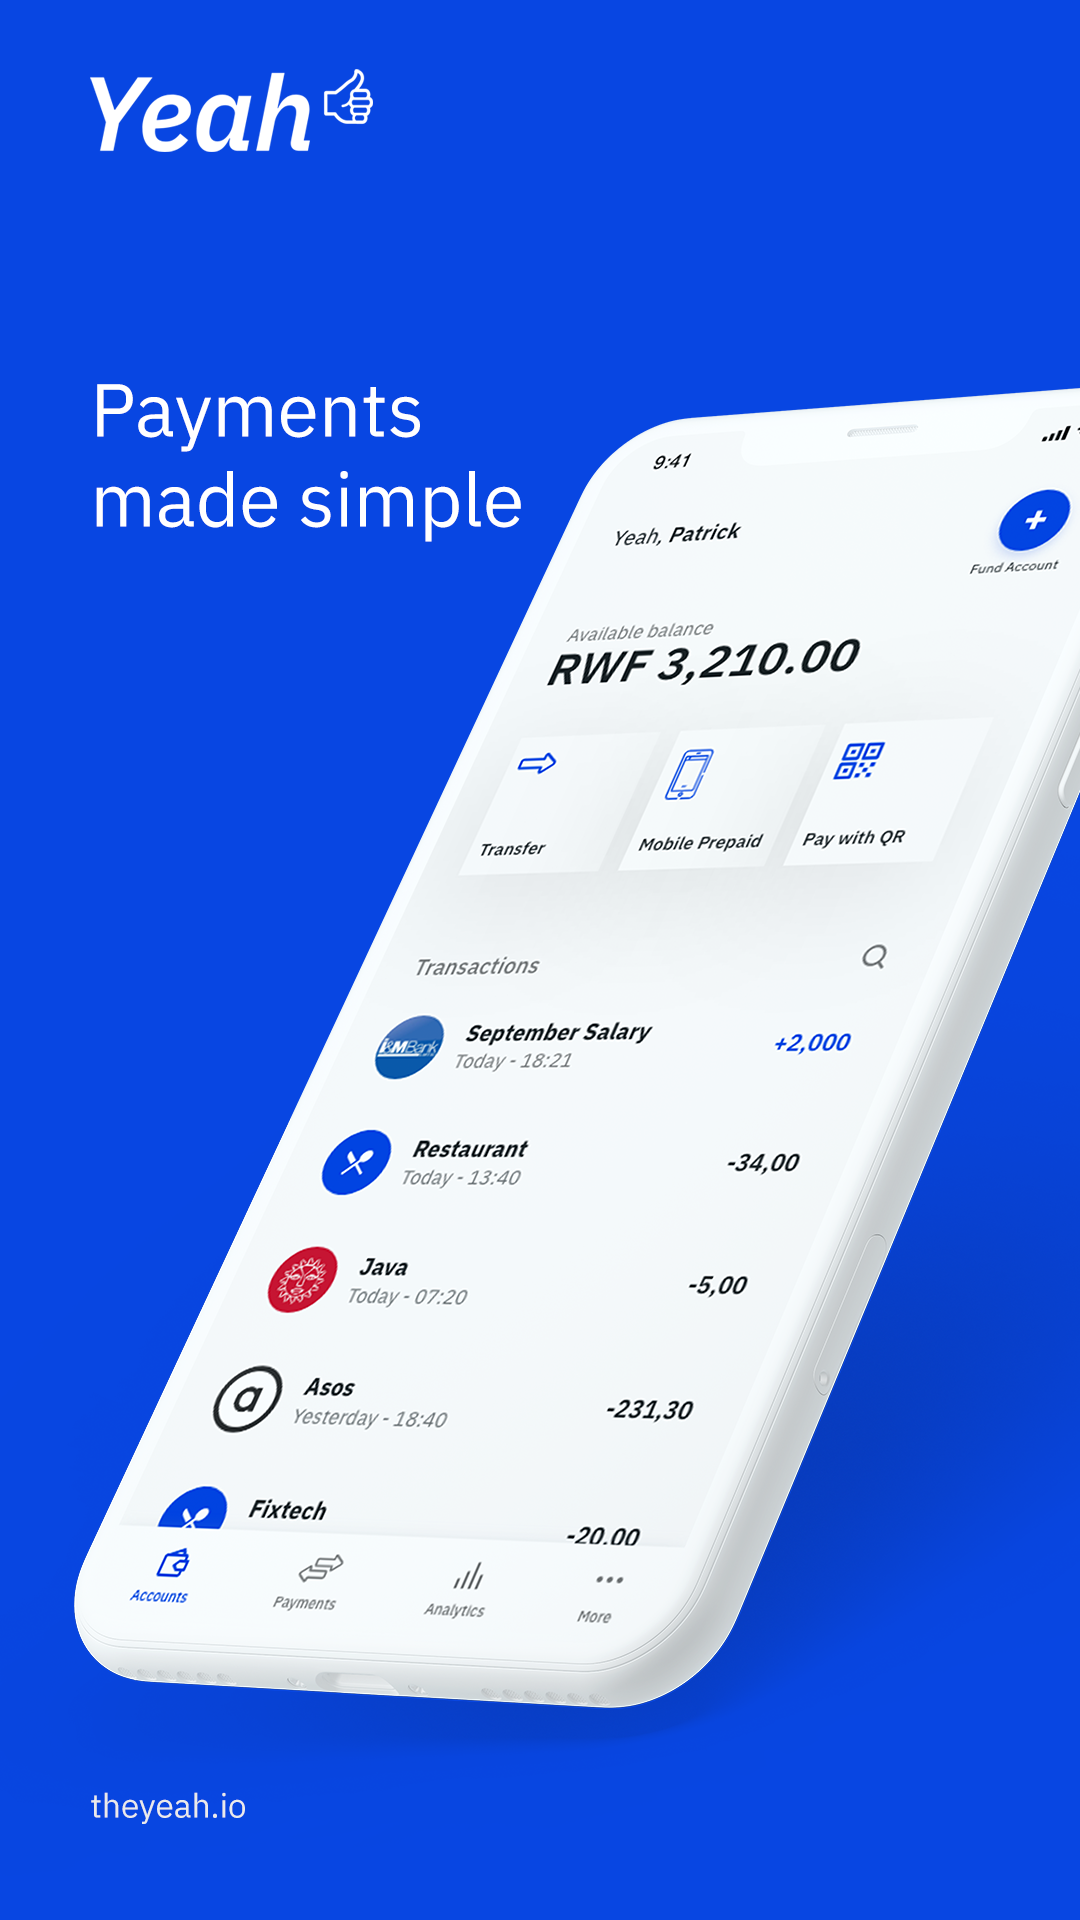 Yeah
Payments
made simple
9:41
Yeah, Patrick
Fund Account
Available balance
RWF 3,210.00
Transfer
Mobile Prepaid
Pay with QR
Transactions
I&M Bank
September Salary
+2,000
Today - 18:21
Restaurant
-34,00
Today - 13:40
Java
-5,00
Today - 07:20
a
Asos
-231,30
Yesterday - 18:40
Fixtech
-20.00
Accounts
Payments
Analytics
More
theyeah.io